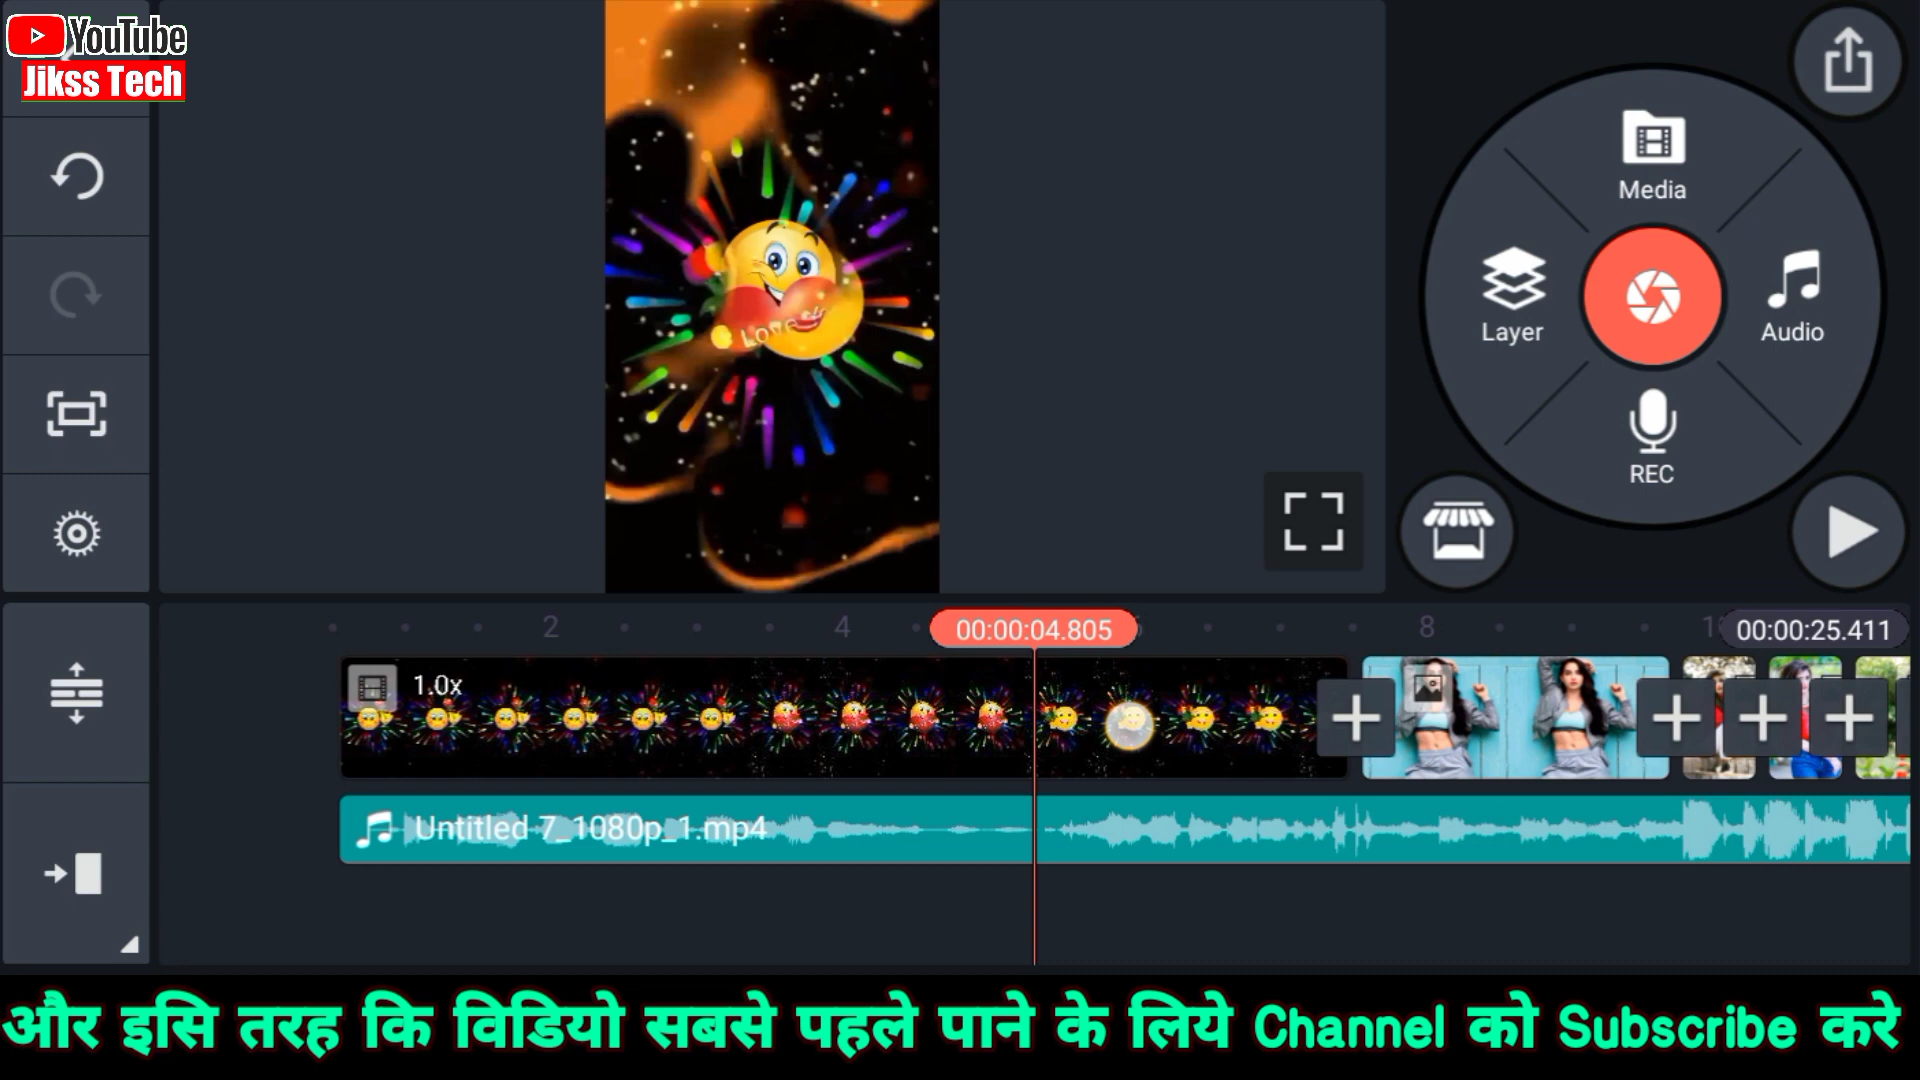 YouTube
Jikss Tech
Media
Layer
Audio
REC
Love
2
4
00:00:04.805
8
00:00:25.411
1.0x
Untitled 7_1080p_1.mp4
और इसि तरह कि विडियो सबसे पहले पाने के लिये Channel को Subscribe करे